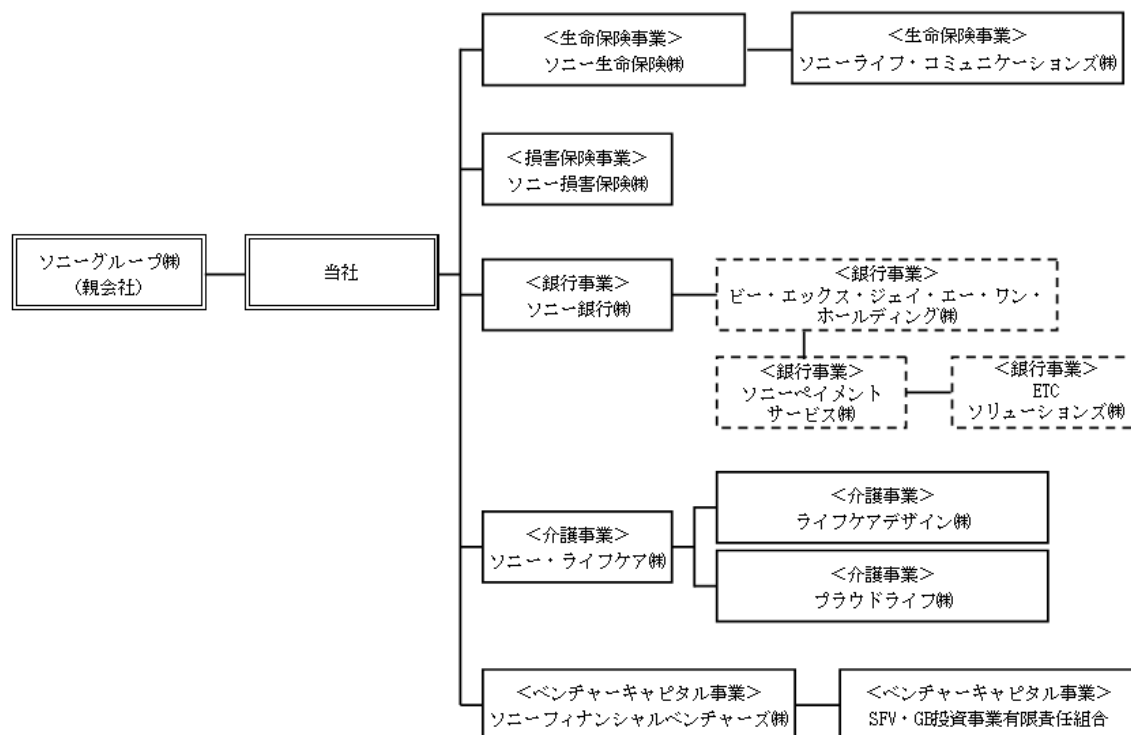 <生命保険事業>
ソニー生命保険㈱
<生命保険事業>
ソニーライフ・コミュニケーションズ㈱
<損害保険事業>
ソニー損害保険㈱
ソニーグループ㈱
(親会社)
当社
<銀行事業>
ソニー銀行㈱
<銀行事業>
ビー・エックス・ジェイ・エー・ワン・
ホールディング㈱
<銀行事業>
ソニーペイメント
サービス㈱
<銀行事業>
ETC
ソリューションズ㈱
<介護事業>
ソニー・ライフケア㈱
<介護事業>
ライフケアデザイン㈱
<介護事業>
プラウドライフ㈱
<ベンチャーキャピタル事業>
ソニーフィナンシャルベンチャーズ㈱
<ベンチャーキャピタル事業>
SFV・GB投資事業有限責任組合